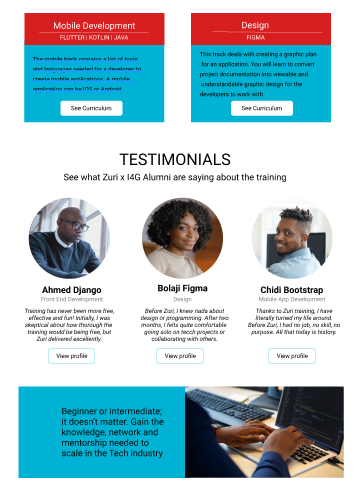 Mobile Development
FLUTTER | KOTLIN | JAVA
The mobile track contains a list of tools
and languages needed for a developer to
create mobile applications. A mobile
application can be IOS or Android.
See Curriculum
Design
FIGMA
This track deals with creating a graphic plan
for an application. You will learn to convert
project documentation into viewable and
understandable graphic design for the
developers to work with
See Curriculum
TESTIMONIALS
See what Zuri x I4G Alumni are saying about the training
Ahmed Django
Front End Development
Training has never been more free,
effective and fun! Initially, I was
skeptical about how thorough the
training would be being free, but
Zuri delivered excellently.
View profile
Bolaji Figma
Design
Before Zuri, I knew nada about
design or programming. After two
months, I felts quite comfortable
going solo on tecch projects or
collaborating with others.
View profile
Chidi Bootstrap
Mobile App Development
Thanks to Zuri training, I have
literally turned my life around.
Before Zuri, I had no job, no skill, no
purpose. All that today is history.
View profile
Beginner or intermediate;
it doesn't matter. Gain the
knowledge, network and
mentorship needed to
scale in the Tech industry